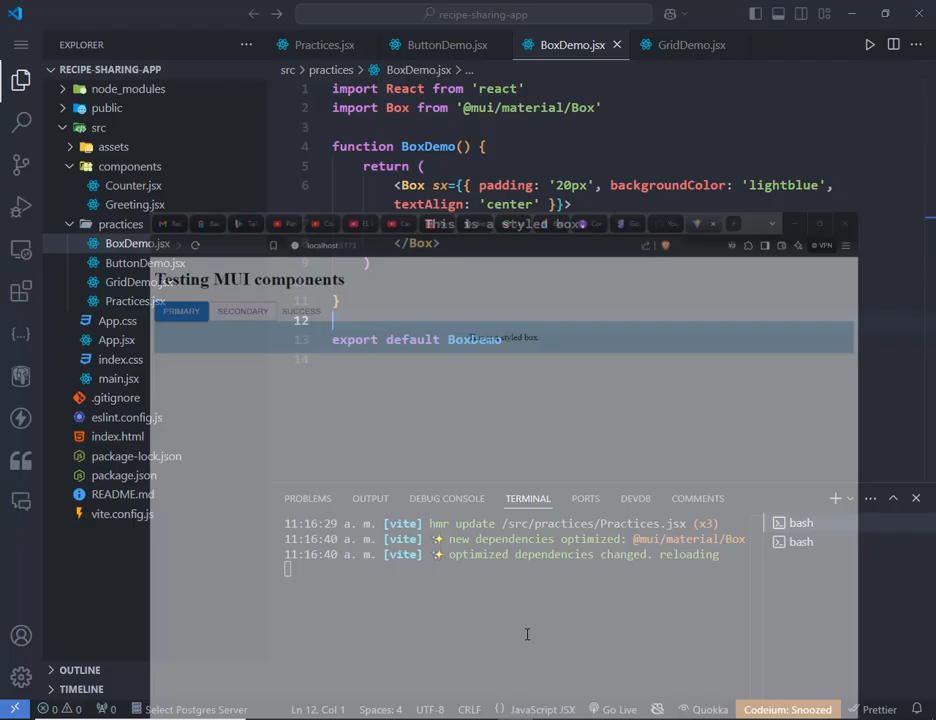 recipe-sharing-app
EXPLORER
Practices.jsx
ButtonDemo.jsx
BoxDemo.jsx
GridDemo.jsx
RECIPE-SHARING-APP
src > practices > BoxDemo.jsx > ...
node_modules
public
src
assets
components
Counter.jsx
Greeting.jsx
practices
BoxDemo.jsx
ButtonDemo.jsx
GridDemo.jsx
Practices.jsx
App.css
App.jsx
index.css
main.jsx
.gitignore
eslint.config.js
index.html
package-lock.json
package.json
README.md
vite.config.js
OUTLINE
TIMELINE
1 import React from 'react'
2 import Box from '@mui/material/Box'
3
4 function BoxDemo() {
5 return (
6 <Box sx={{ padding: '20px', backgroundColor: 'lightblue',
textAlign: 'center' }}>
This is a styled box.
</Box>
9 )
11 }
12
13 export default BoxDemo
14
localhost:5173
VPN
Testing MUI components
PRIMARY
SECONDARY
SUCCESS
styled box.
PROBLEMS
OUTPUT
DEBUG CONSOLE
TERMINAL
PORTS
DEVDB
COMMENTS
11:16:29 a. m. [vite] hmr update /src/practices/Practices.jsx (x3)
11:16:40 a. m. [vite] ✨ new dependencies optimized: @mui/material/Box
11:16:40 a. m. [vite] ✨ optimized dependencies changed. reloading
bash
bash
0 0
0
Select Postgres Server
Ln 12, Col 1
Spaces: 4
UTF-8
CRLF
JavaScript JSX
Go Live
Quokka
Codeium: Snoozed
Prettier